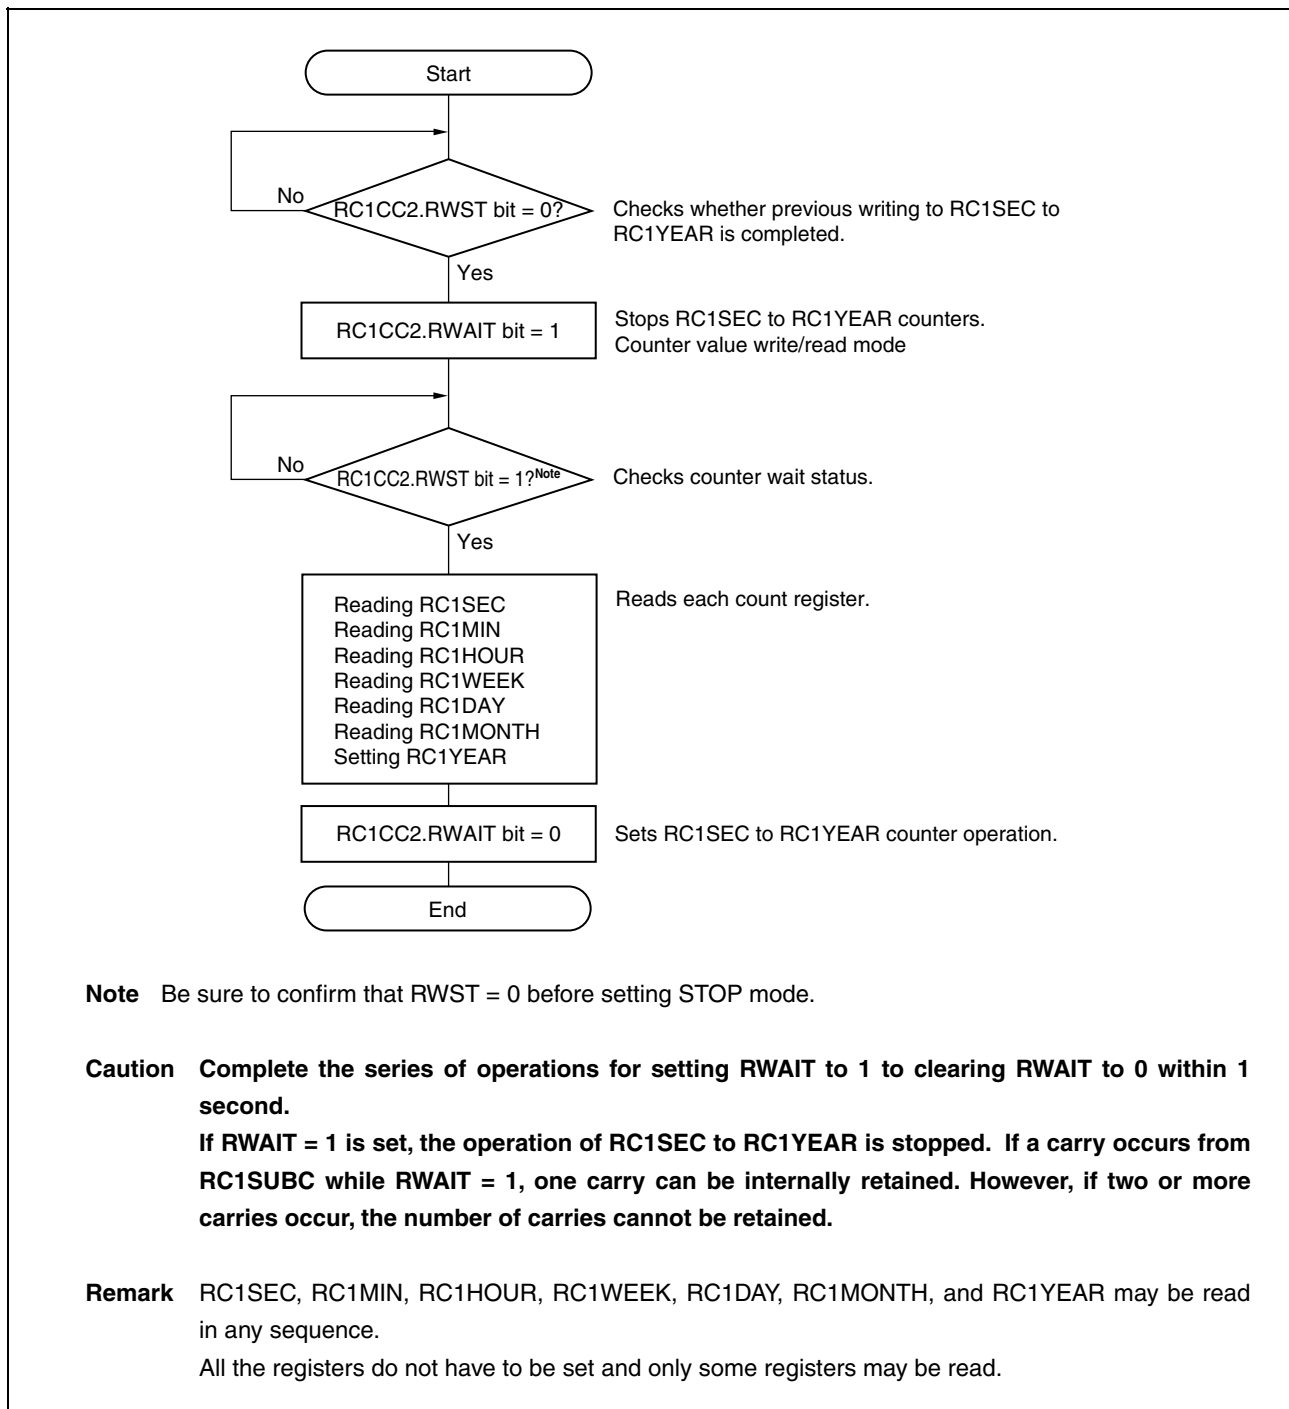 Start
No
RC1CC2.RWST bit = 0?
Checks whether previous writing to RC1SEC to
RC1YEAR is completed.
Yes
RC1CC2.RWAIT bit = 1
Stops RC1SEC to RC1YEAR counters.
Counter value write/read mode
No
RC1CC2.RWST bit = 1?Note
Checks counter wait status.
Yes
Reading RC1SEC
Reading RC1MIN
Reading RC1HOUR
Reading RC1WEEK
Reading RC1DAY
Reading RC1MONTH
Setting RC1YEAR
Reads each count register.
RC1CC2.RWAIT bit = 0
Sets RC1SEC to RC1YEAR counter operation.
End
Note Be sure to confirm that RWST = 0 before setting STOP mode.
Caution Complete the series of operations for setting RWAIT to 1 to clearing RWAIT to 0 within 1
second.
If RWAIT = 1 is set, the operation of RC1SEC to RC1YEAR is stopped. If a carry occurs from
RC1SUBC while RWAIT = 1, one carry can be internally retained. However, if two or more
carries occur, the number of carries cannot be retained.
Remark RC1SEC, RC1MIN, RC1HOUR, RC1WEEK, RC1DAY, RC1MONTH, and RC1YEAR may be read
in any sequence.
All the registers do not have to be set and only some registers may be read.